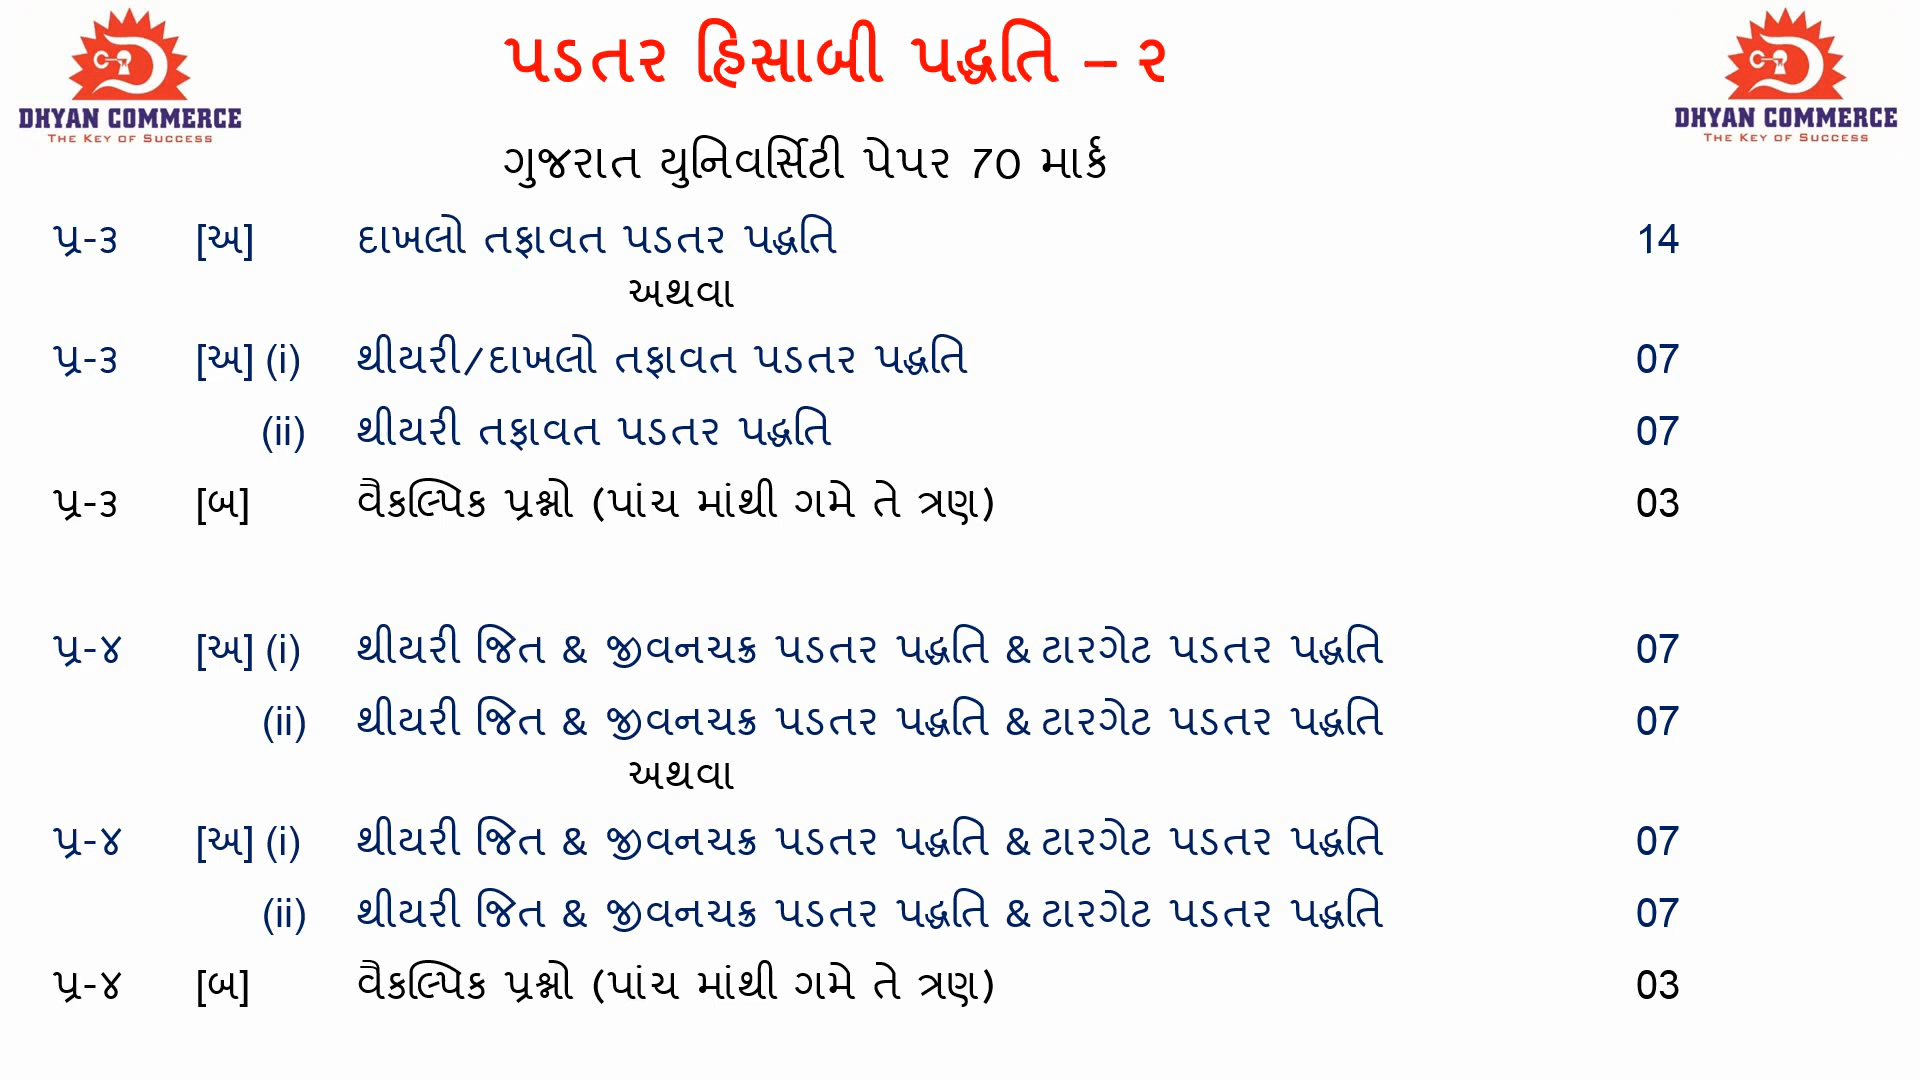 પડતર હિસાબી પદ્ધતિ – ૨
DHYAN COMMERCE
THE KEY OF SUCCESS
DHYAN COMMERCE
THE KEY OF SUCCESS
ગુજરાત યુનિવર્સિટી પેપર 70 માર્ક
પ્ર-૩ [અ] દાખલો તફાવત પડતર પદ્ધતિ 14
અથવા
પ્ર-૩ [અ] (i) થીયરી/દાખલો તફાવત પડતર પદ્ધતિ 07
(ii) થીયરી તફાવત પડતર પદ્ધતિ 07
પ્ર-૩ [બ] વૈકલ્પિક પ્રશ્નો (પાંચ માંથી ગમે તે ત્રણ) 03
પ્ર-૪ [અ] (i) થીયરી જિત & જીવનચક્ર પડતર પદ્ધતિ & ટારગેટ પડતર પદ્ધતિ 07
(ii) થીયરી જિત & જીવનચક્ર પડતર પદ્ધતિ & ટારગેટ પડતર પદ્ધતિ 07
અથવા
પ્ર-૪ [અ] (i) થીયરી જિત & જીવનચક્ર પડતર પદ્ધતિ & ટારગેટ પડતર પદ્ધતિ 07
(ii) થીયરી જિત & જીવનચક્ર પડતર પદ્ધતિ & ટારગેટ પડતર પદ્ધતિ 07
પ્ર-૪ [બ] વૈકલ્પિક પ્રશ્નો (પાંચ માંથી ગમે તે ત્રણ) 03